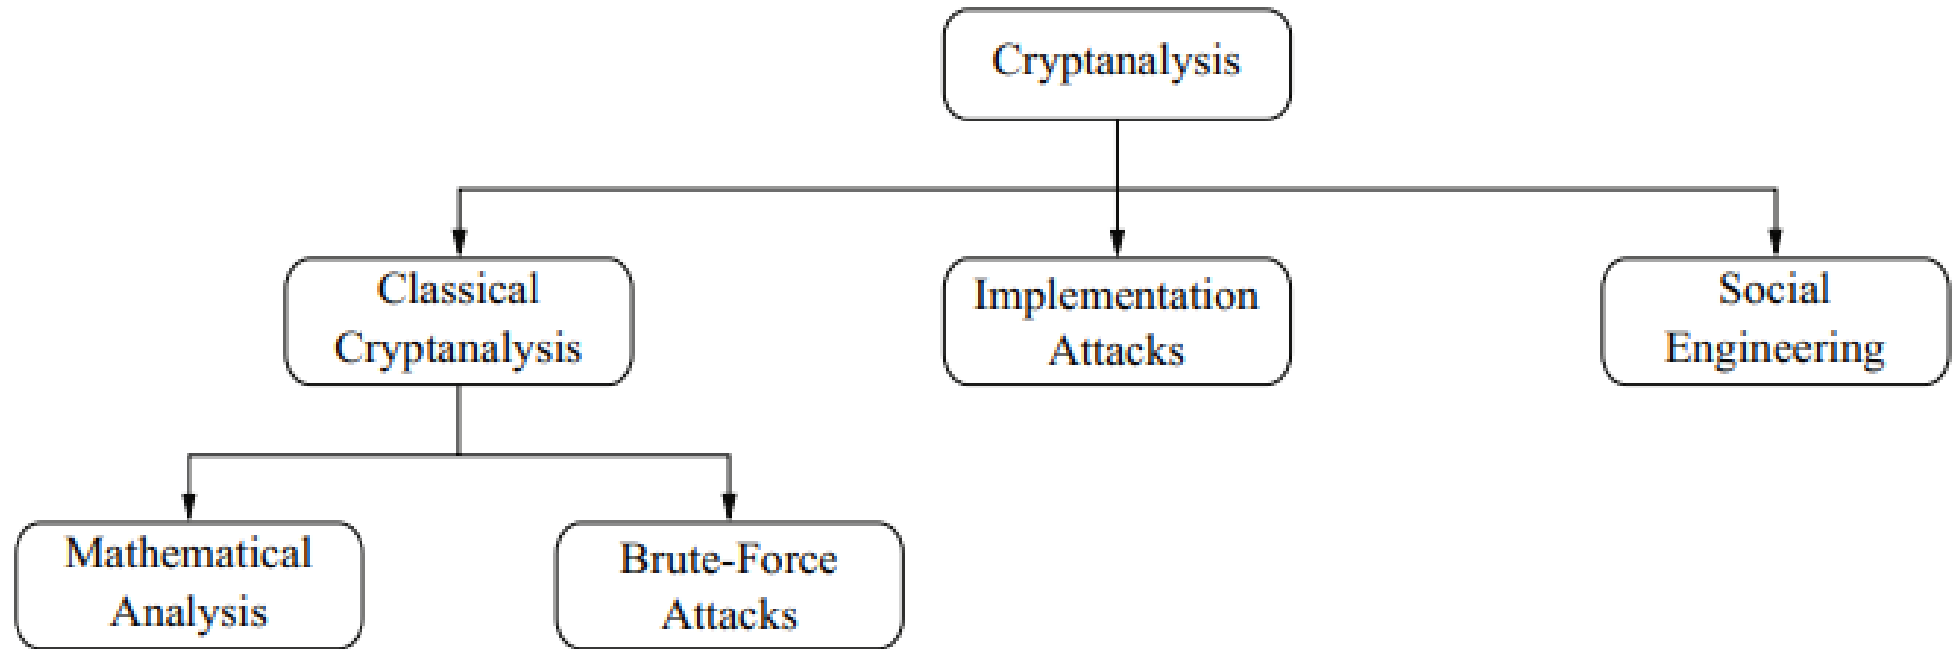 Cryptanalysis
Classical
Cryptanalysis
Implementation
Attacks
Social
Engineering
Mathematical
Analysis
Brute-Force
Attacks